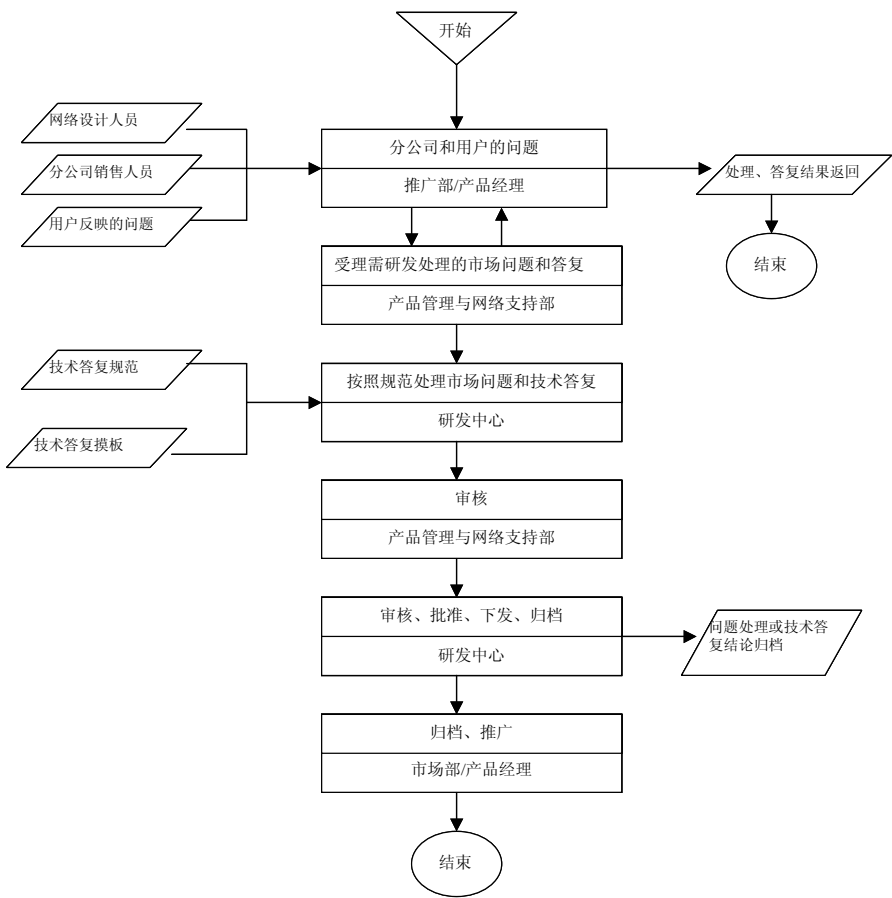 开始
网络设计人员
分公司销售人员
用户反映的问题
分公司和用户的问题
推广部/产品经理
处理、答复结果返回
结束
受理需研发处理的市场问题和答复
产品管理与网络支持部
技术答复规范
技术答复摸板
按照规范处理市场问题和技术答复
研发中心
审核
产品管理与网络支持部
审核、批准、下发、归档
研发中心
问题处理或技术答
复结论归档
归档、推广
市场部/产品经理
结束